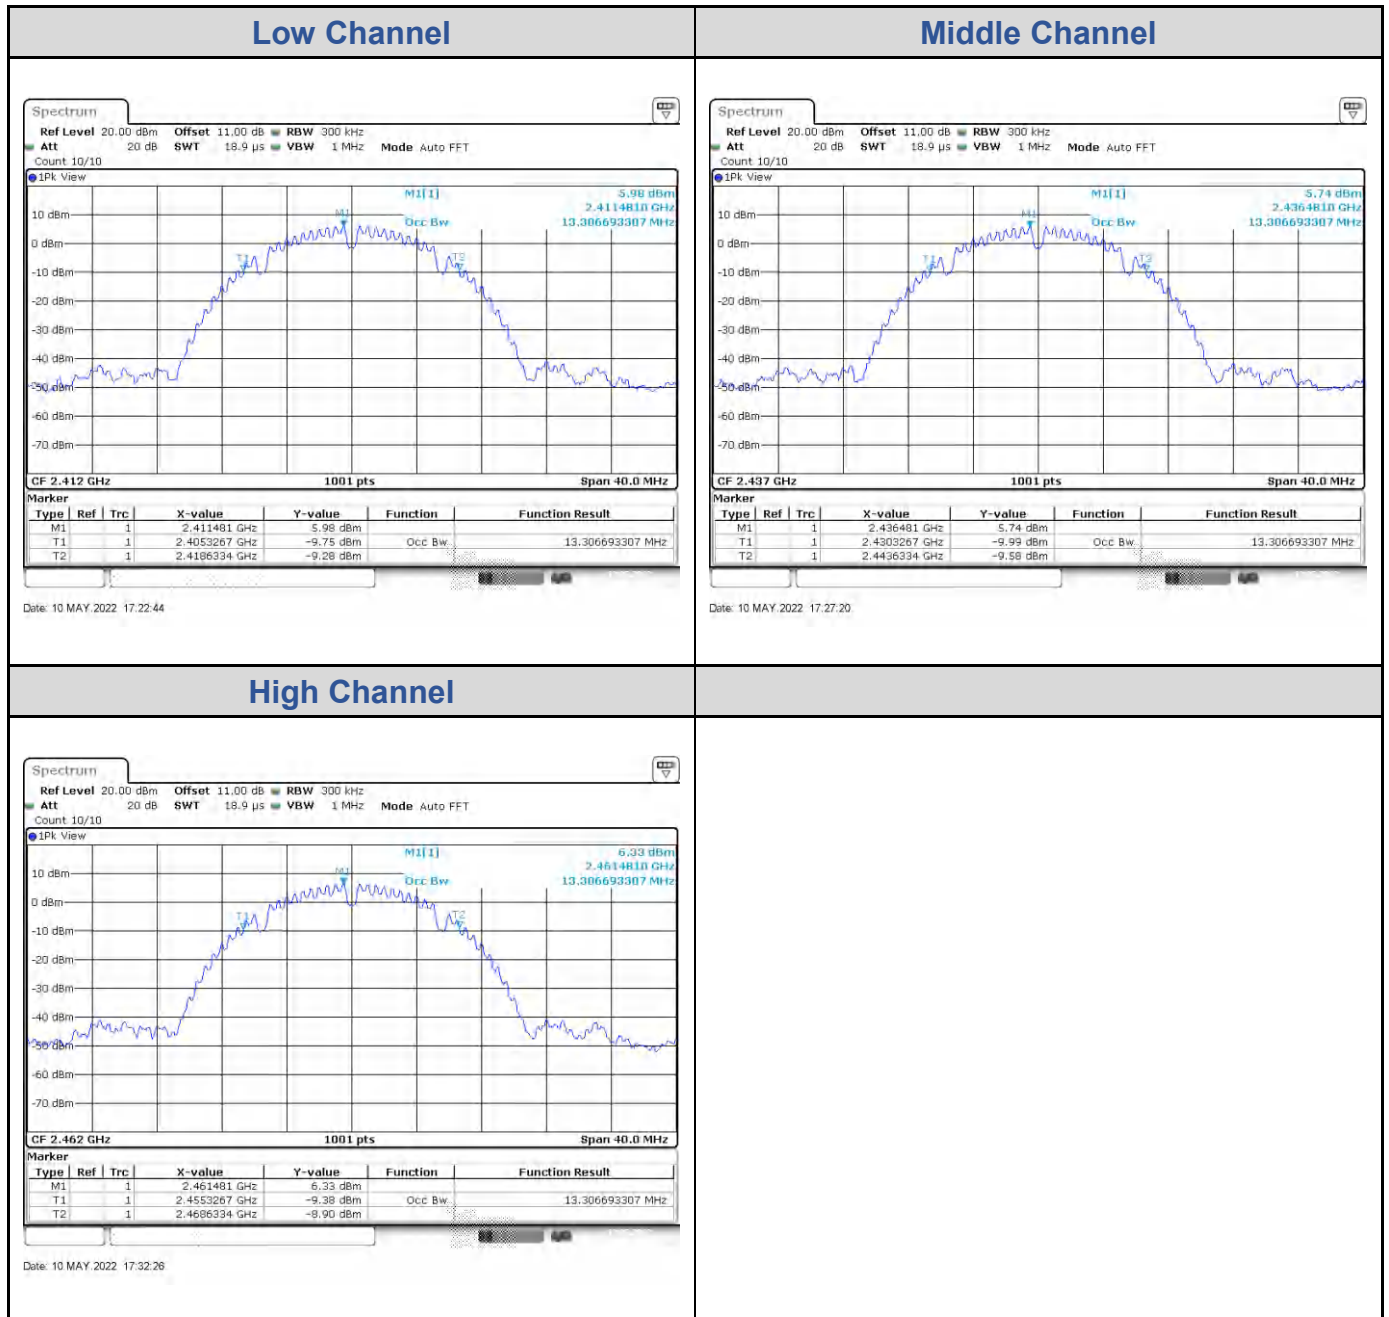 Low Channel
Middle Channel
Spectrum
Ref Level 20.00 dBm Offset 11.00 dB RBW 300 kHz
Att 20 dB SWT 18.9 µs VBW 1 MHz Mode Auto FFT
Count 10/10
1Pk View
M1[1] 5.98 dBm
2.4114810 GHz
10 dBm
M1
Occ Bw 13.306693307 MHz
0 dBm
T1
T2
-10 dBm
-20 dBm
-30 dBm
-40 dBm
-50 dBm
-60 dBm
-70 dBm
CF 2.412 GHz 1001 pts Span 40.0 MHz
Marker
Type Ref Trc X-value Y-value Function Function Result
M1 1 2.411481 GHz 5.98 dBm
T1 1 2.4053267 GHz -9.75 dBm Occ Bw 13.306693307 MHz
T2 1 2.4186334 GHz -9.28 dBm
Date: 10 MAY.2022 17:22:44
Spectrum
Ref Level 20.00 dBm Offset 11.00 dB RBW 300 kHz
Att 20 dB SWT 18.9 µs VBW 1 MHz Mode Auto FFT
Count 10/10
1Pk View
M1[1] 5.74 dBm
2.4364810 GHz
10 dBm
M1
Occ Bw 13.306693307 MHz
0 dBm
T1
T2
-10 dBm
-20 dBm
-30 dBm
-40 dBm
-50 dBm
-60 dBm
-70 dBm
CF 2.437 GHz 1001 pts Span 40.0 MHz
Marker
Type Ref Trc X-value Y-value Function Function Result
M1 1 2.436481 GHz 5.74 dBm
T1 1 2.4303267 GHz -9.99 dBm Occ Bw 13.306693307 MHz
T2 1 2.4436334 GHz -9.58 dBm
Date: 10 MAY.2022 17:27:20
High Channel
Spectrum
Ref Level 20.00 dBm Offset 11.00 dB RBW 300 kHz
Att 20 dB SWT 18.9 µs VBW 1 MHz Mode Auto FFT
Count 10/10
1Pk View
M1[1] 6.33 dBm
2.4614810 GHz
10 dBm
M1
Occ Bw 13.306693307 MHz
0 dBm
T1
T2
-10 dBm
-20 dBm
-30 dBm
-40 dBm
-50 dBm
-60 dBm
-70 dBm
CF 2.462 GHz 1001 pts Span 40.0 MHz
Marker
Type Ref Trc X-value Y-value Function Function Result
M1 1 2.461481 GHz 6.33 dBm
T1 1 2.4553267 GHz -9.38 dBm Occ Bw 13.306693307 MHz
T2 1 2.4686334 GHz -8.90 dBm
Date: 10 MAY.2022 17:32:26